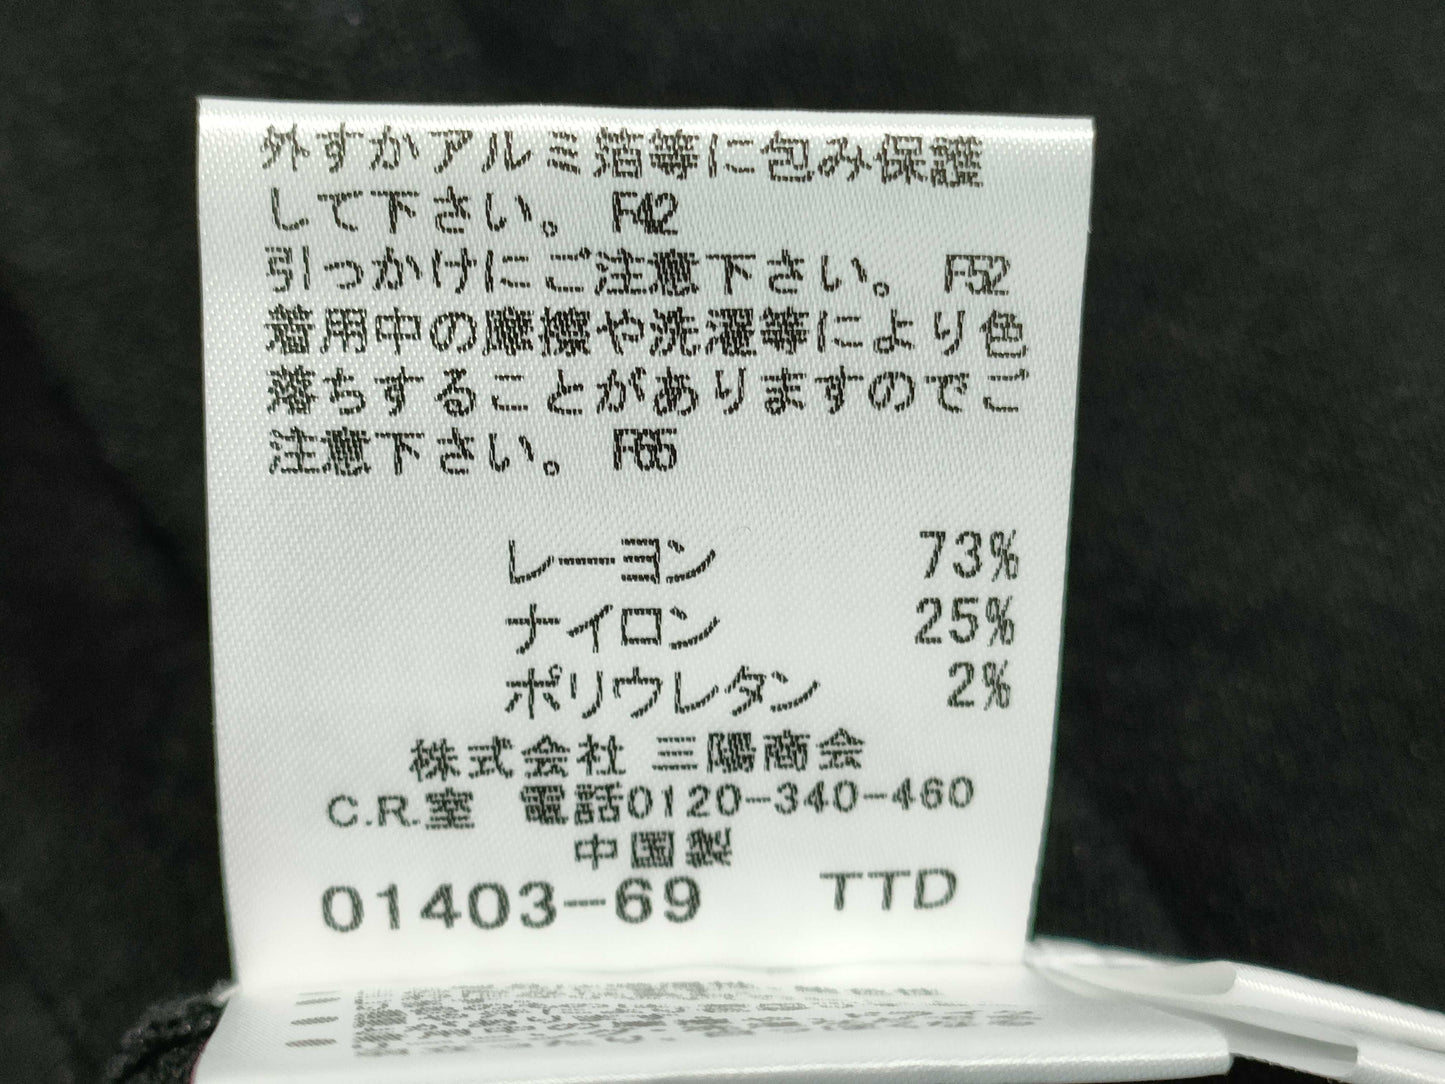 外すかアルミ箔等に包み保護
して下さい。 F42
引っかけにご注意下さい。 F52
着用中の摩擦や洗濯等により色
落ちすることがありますのでご
注意下さい。 F65
レーヨン 73%
ナイロン 25%
ポリウレタン 2%
株式会社 三陽商会
C.R.室 電話0120-340-460
中国製
01403-69 TTD